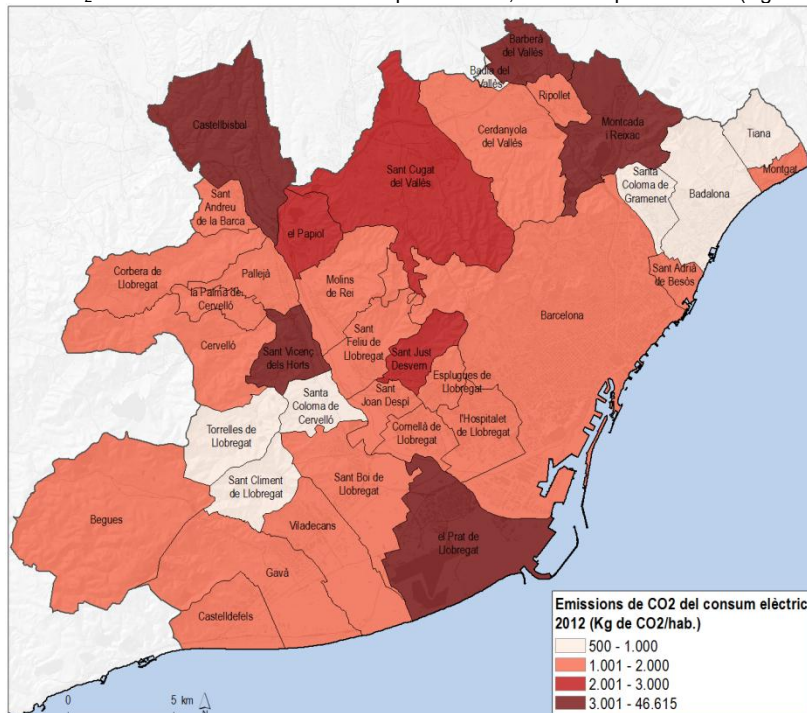 Barberà
del Vallès
Badia del
Vallès
Ripollet
Castellbisbal
Cerdanyola
del Vallès
Montcada
i Reixac
Tiana
Montgat
Sant Cugat
del Vallès
Santa
Coloma de
Gramenet
Badalona
Sant
Andreu
de la Barca
el Papiol
Corbera de
Llobregat
Pallejà
Molins
de Rei
Sant Adrià
de Besòs
la Palma de
Cervelló
Barcelona
Cervelló
Sant Vicenç
dels Horts
Sant
Feliu de
Llobregat
Sant Just
Desvern
Esplugues de
Llobregat
Santa
Coloma de
Cervelló
Sant
Joan Despí
Torrelles de
Llobregat
Cornellà de
Llobregat
l'Hospitalet
de Llobregat
Sant Climent
de Llobregat
Sant Boi de
Llobregat
Begues
Viladecans
el Prat de
Llobregat
Gavà
Castelldefels
Emissions de CO2 del consum elèctric
2012 (Kg de CO2/hab.)
500 - 1.000
1.001 - 2.000
2.001 - 3.000
3.001 - 46.615
0 5 km
N